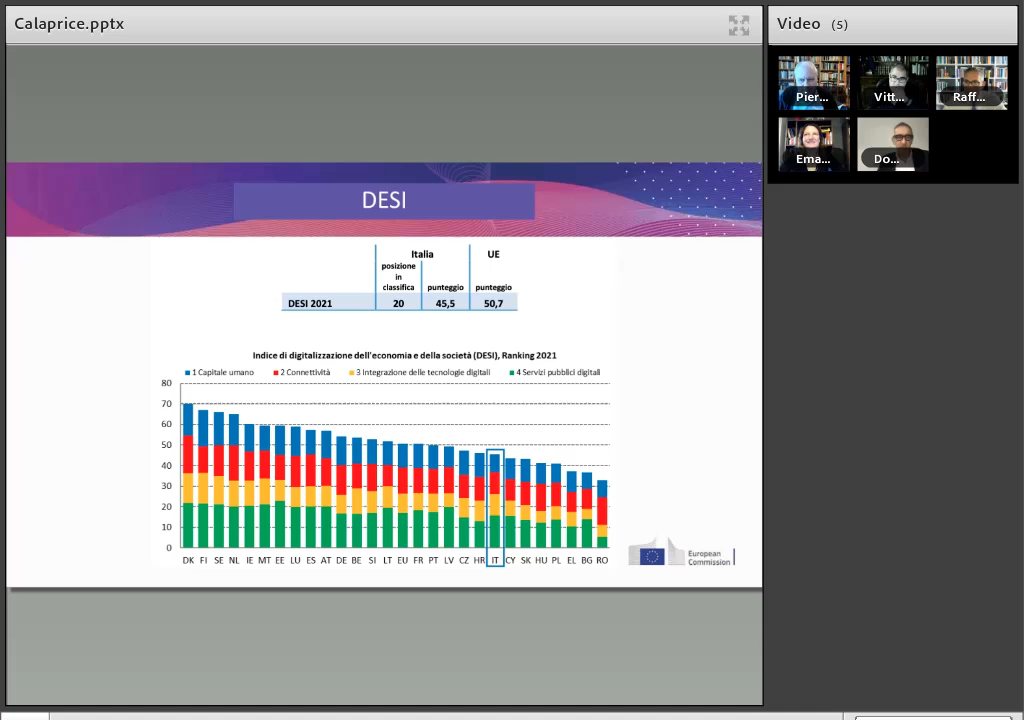 Calaprice.pptx
Video (5)
Pier...
Vitt...
Raff...
Ema...
Do...
DESI
Italia UE
posizione
in
classifica punteggio punteggio
DESI 2021 20 45,5 50,7
Indice di digitalizzazione dell'economia e della società (DESI), Ranking 2021
1 Capitale umano 2 Connettività 3 Integrazione delle tecnologie digitali 4 Servizi pubblici digitali
80
70
60
50
40
30
20
10
0
DK FI SE NL IE MT EE LU ES AT DE BE SI LT EU FR PT LV CZ HR IT CY SK HU PL EL BG RO
European
Commission